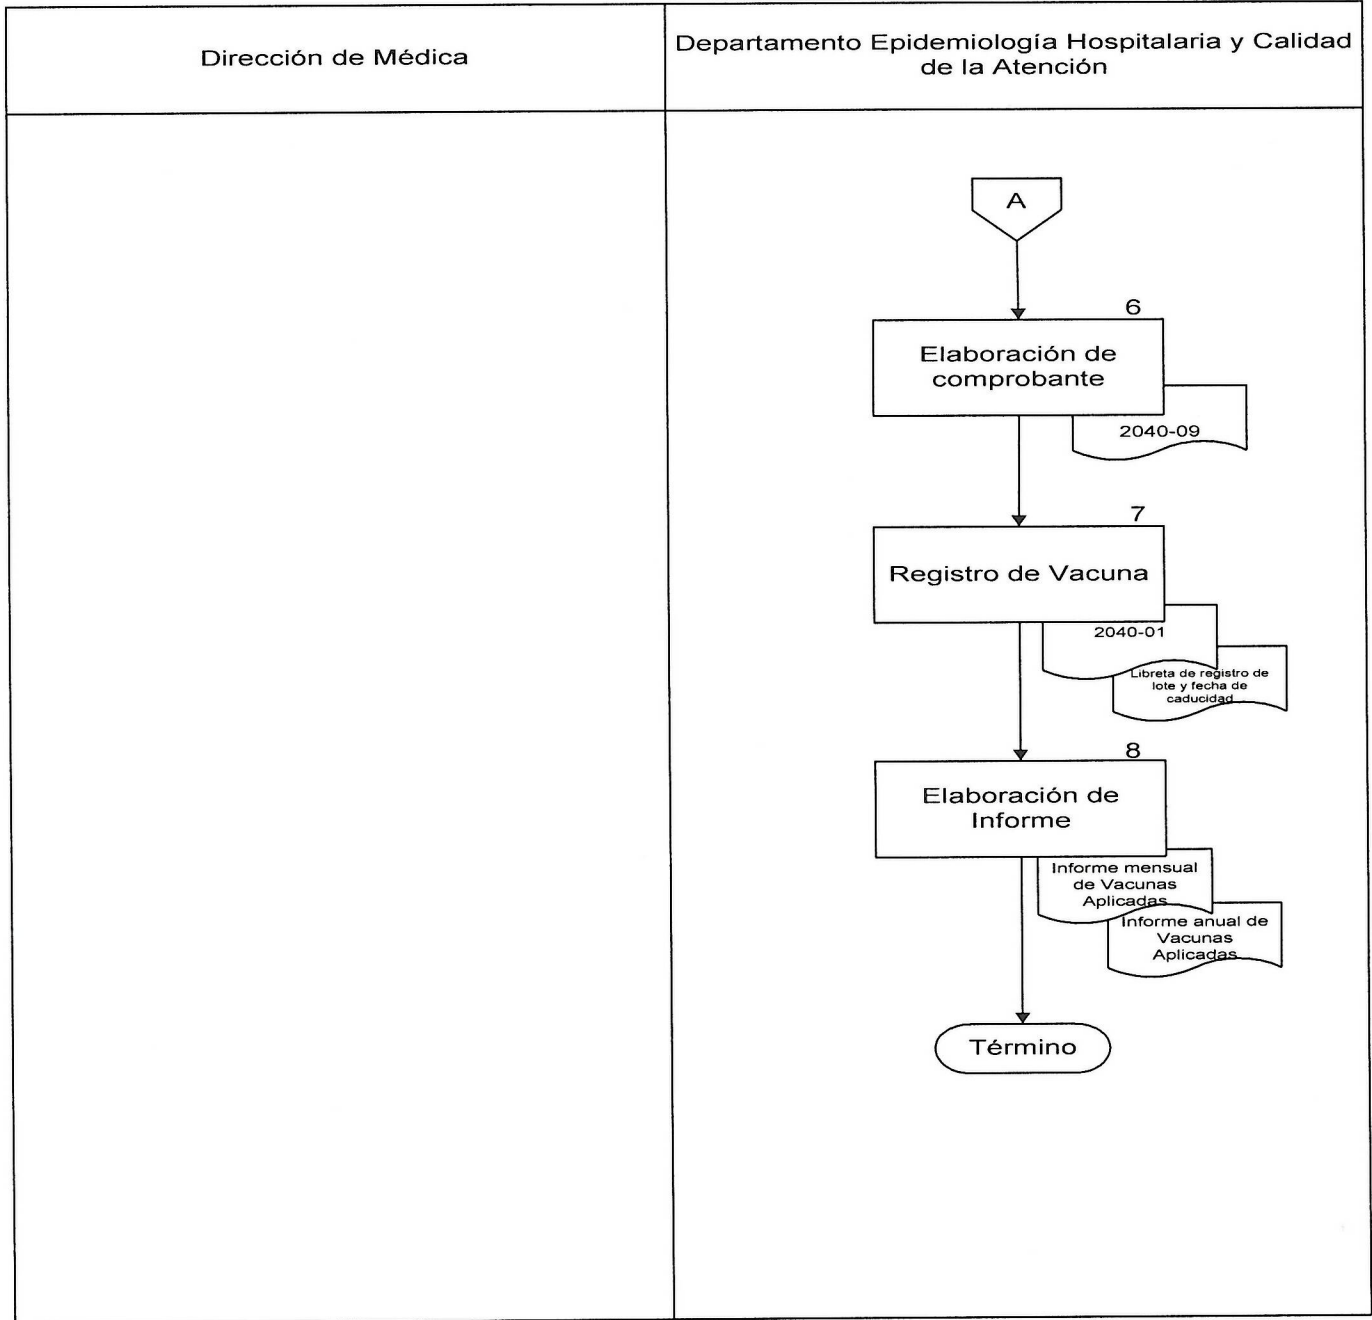 Dirección de Médica
Departamento Epidemiología Hospitalaria y Calidad
de la Atención
A
6
Elaboración de
comprobante
2040-09
7
Registro de Vacuna
2040-01
Libreta de registro de
lote y fecha de
caducidad
8
Elaboración de
Informe
Informe mensual
de Vacunas
Aplicadas
Informe anual de
Vacunas
Aplicadas
Término